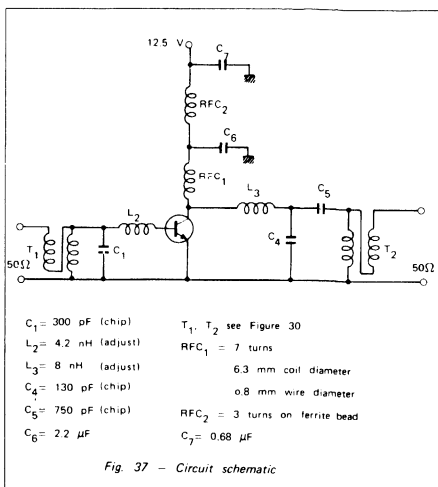 12.5 V
C7
RFC2
C6
RFC1
L3
C5
L2
T1
C1
C4
T2
50Ω
50Ω
C1 = 300 pF (chip)
L2 = 4.2 nH (adjust)
L3 = 8 nH (adjust)
C4 = 130 pF (chip)
C5 = 750 pF (chip)
C6 = 2.2 µF
T1, T2 see Figure 30
RFC1 = 7 turns
6.3 mm coil diameter
0.8 mm wire diameter
RFC2 = 3 turns on ferrite bead
C7 = 0.68 µF
Fig. 37 – Circuit schematic